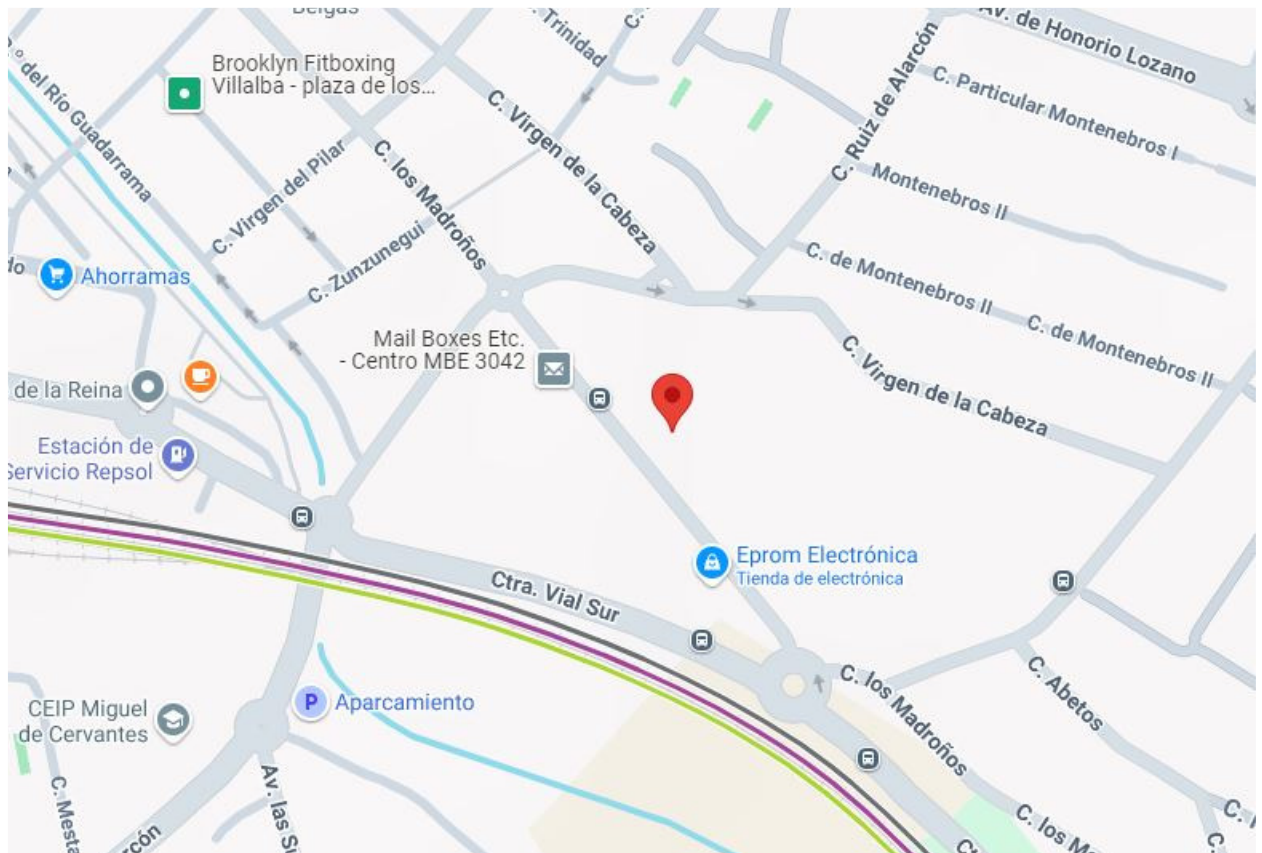 Belgas
C. Trinidad
C.
Av. de Honorio Lozano
Brooklyn Fitboxing
Villalba - plaza de los...
C. Ruiz de Alarcón
C. Particular Montenebros I
P.º del Río Guadarrama
C. Virgen de la Cabeza
C. Virgen del Pilar
C. los Madroños
Montenebros II
C. Zunzunegui
C. de Montenebros II
C. de Montenebros II
Ahorramas
Mail Boxes Etc.
- Centro MBE 3042
C. Virgen de la Cabeza
de la Reina
Estación de
Servicio Repsol
Eprom Electrónica
Tienda de electrónica
Ctra. Vial Sur
C. los Madroños
C. Abetos
P
Aparcamiento
CEIP Miguel
de Cervantes
C. Mesta
Av. las
C. los
C.
C.